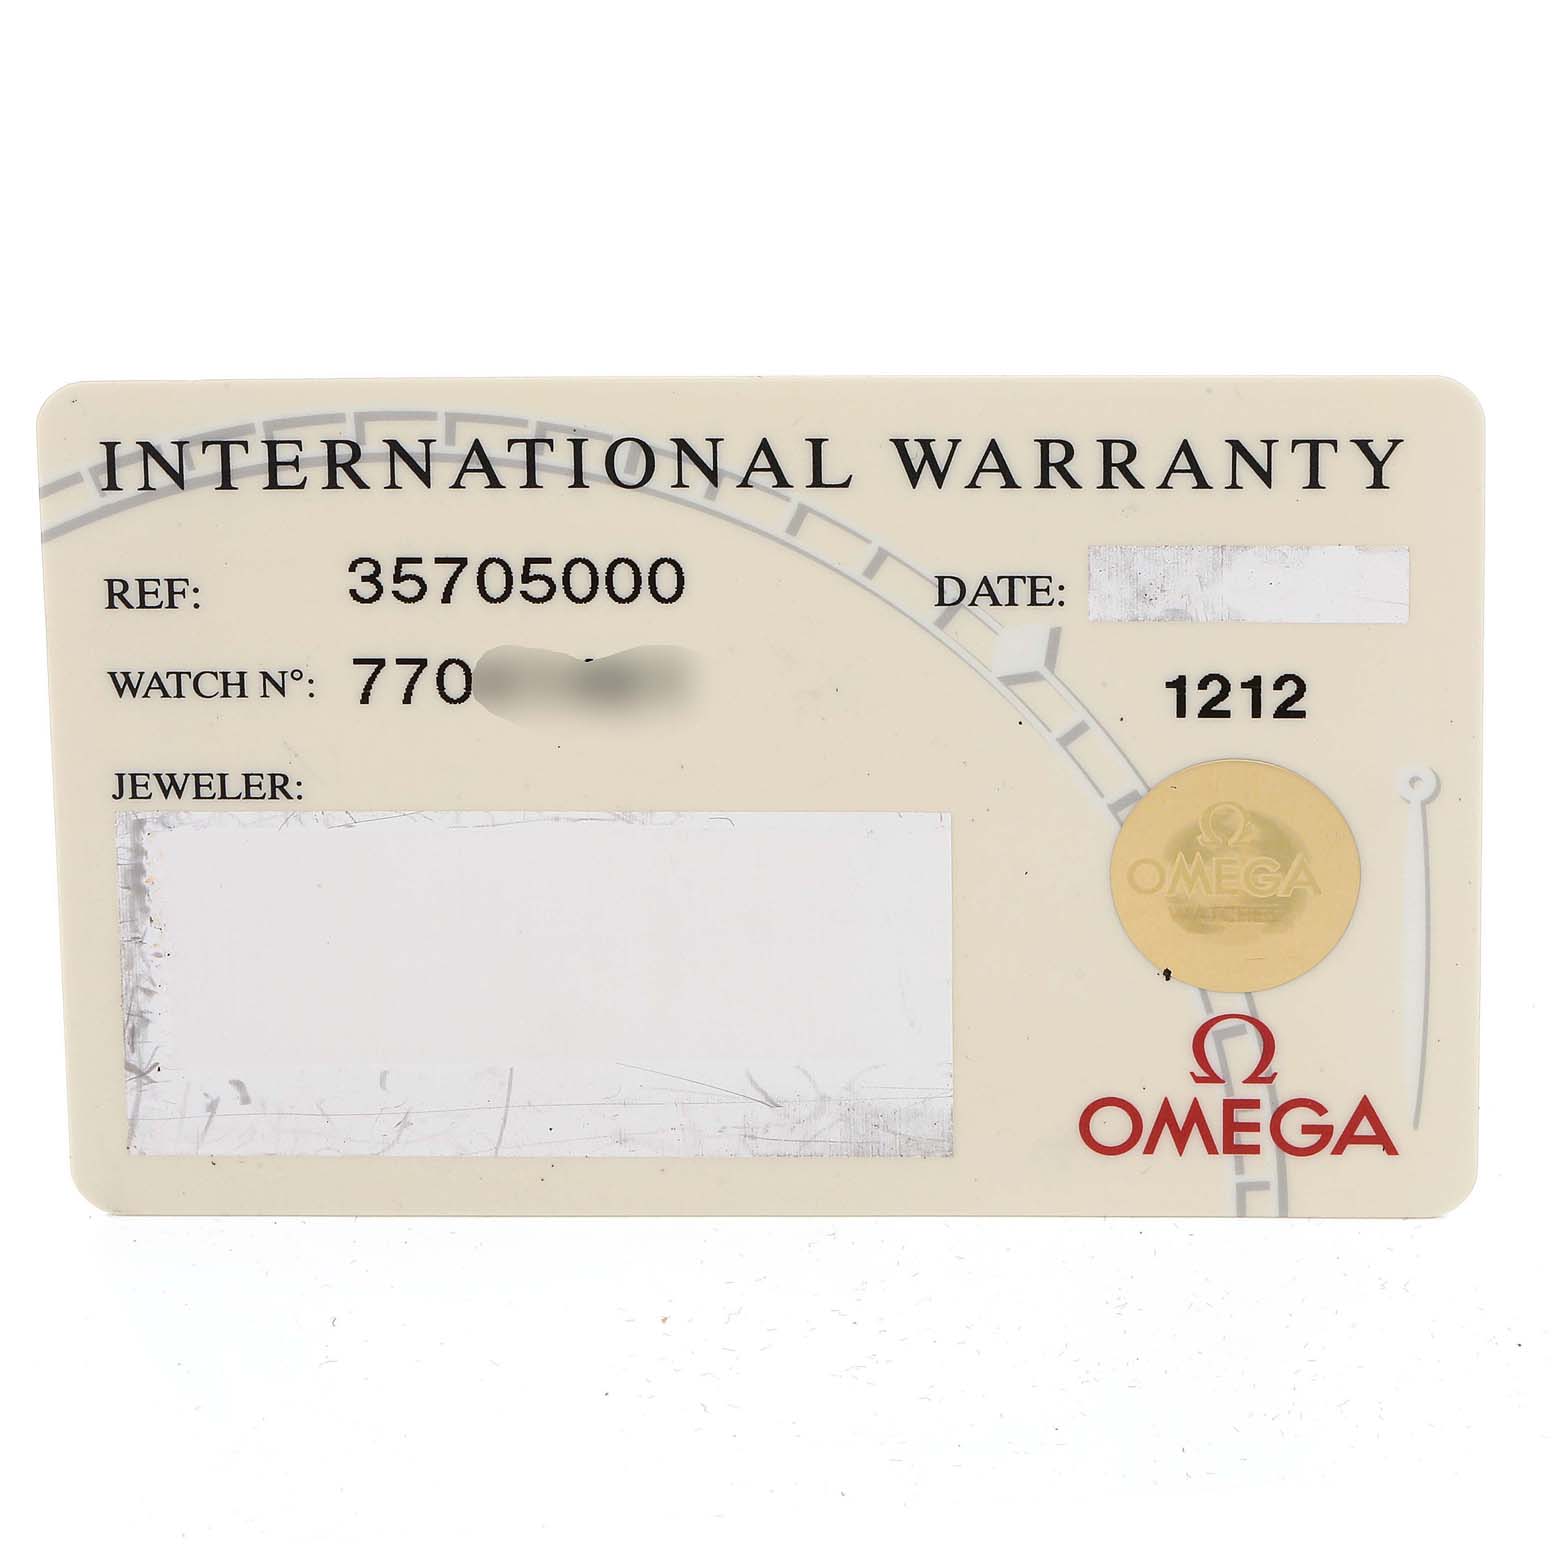 INTERNATIONAL WARRANTY
REF: 35705000
DATE:
WATCH N°: 770
1212
JEWELER:
Ω
OMEGA
WATCHES
Ω
OMEGA